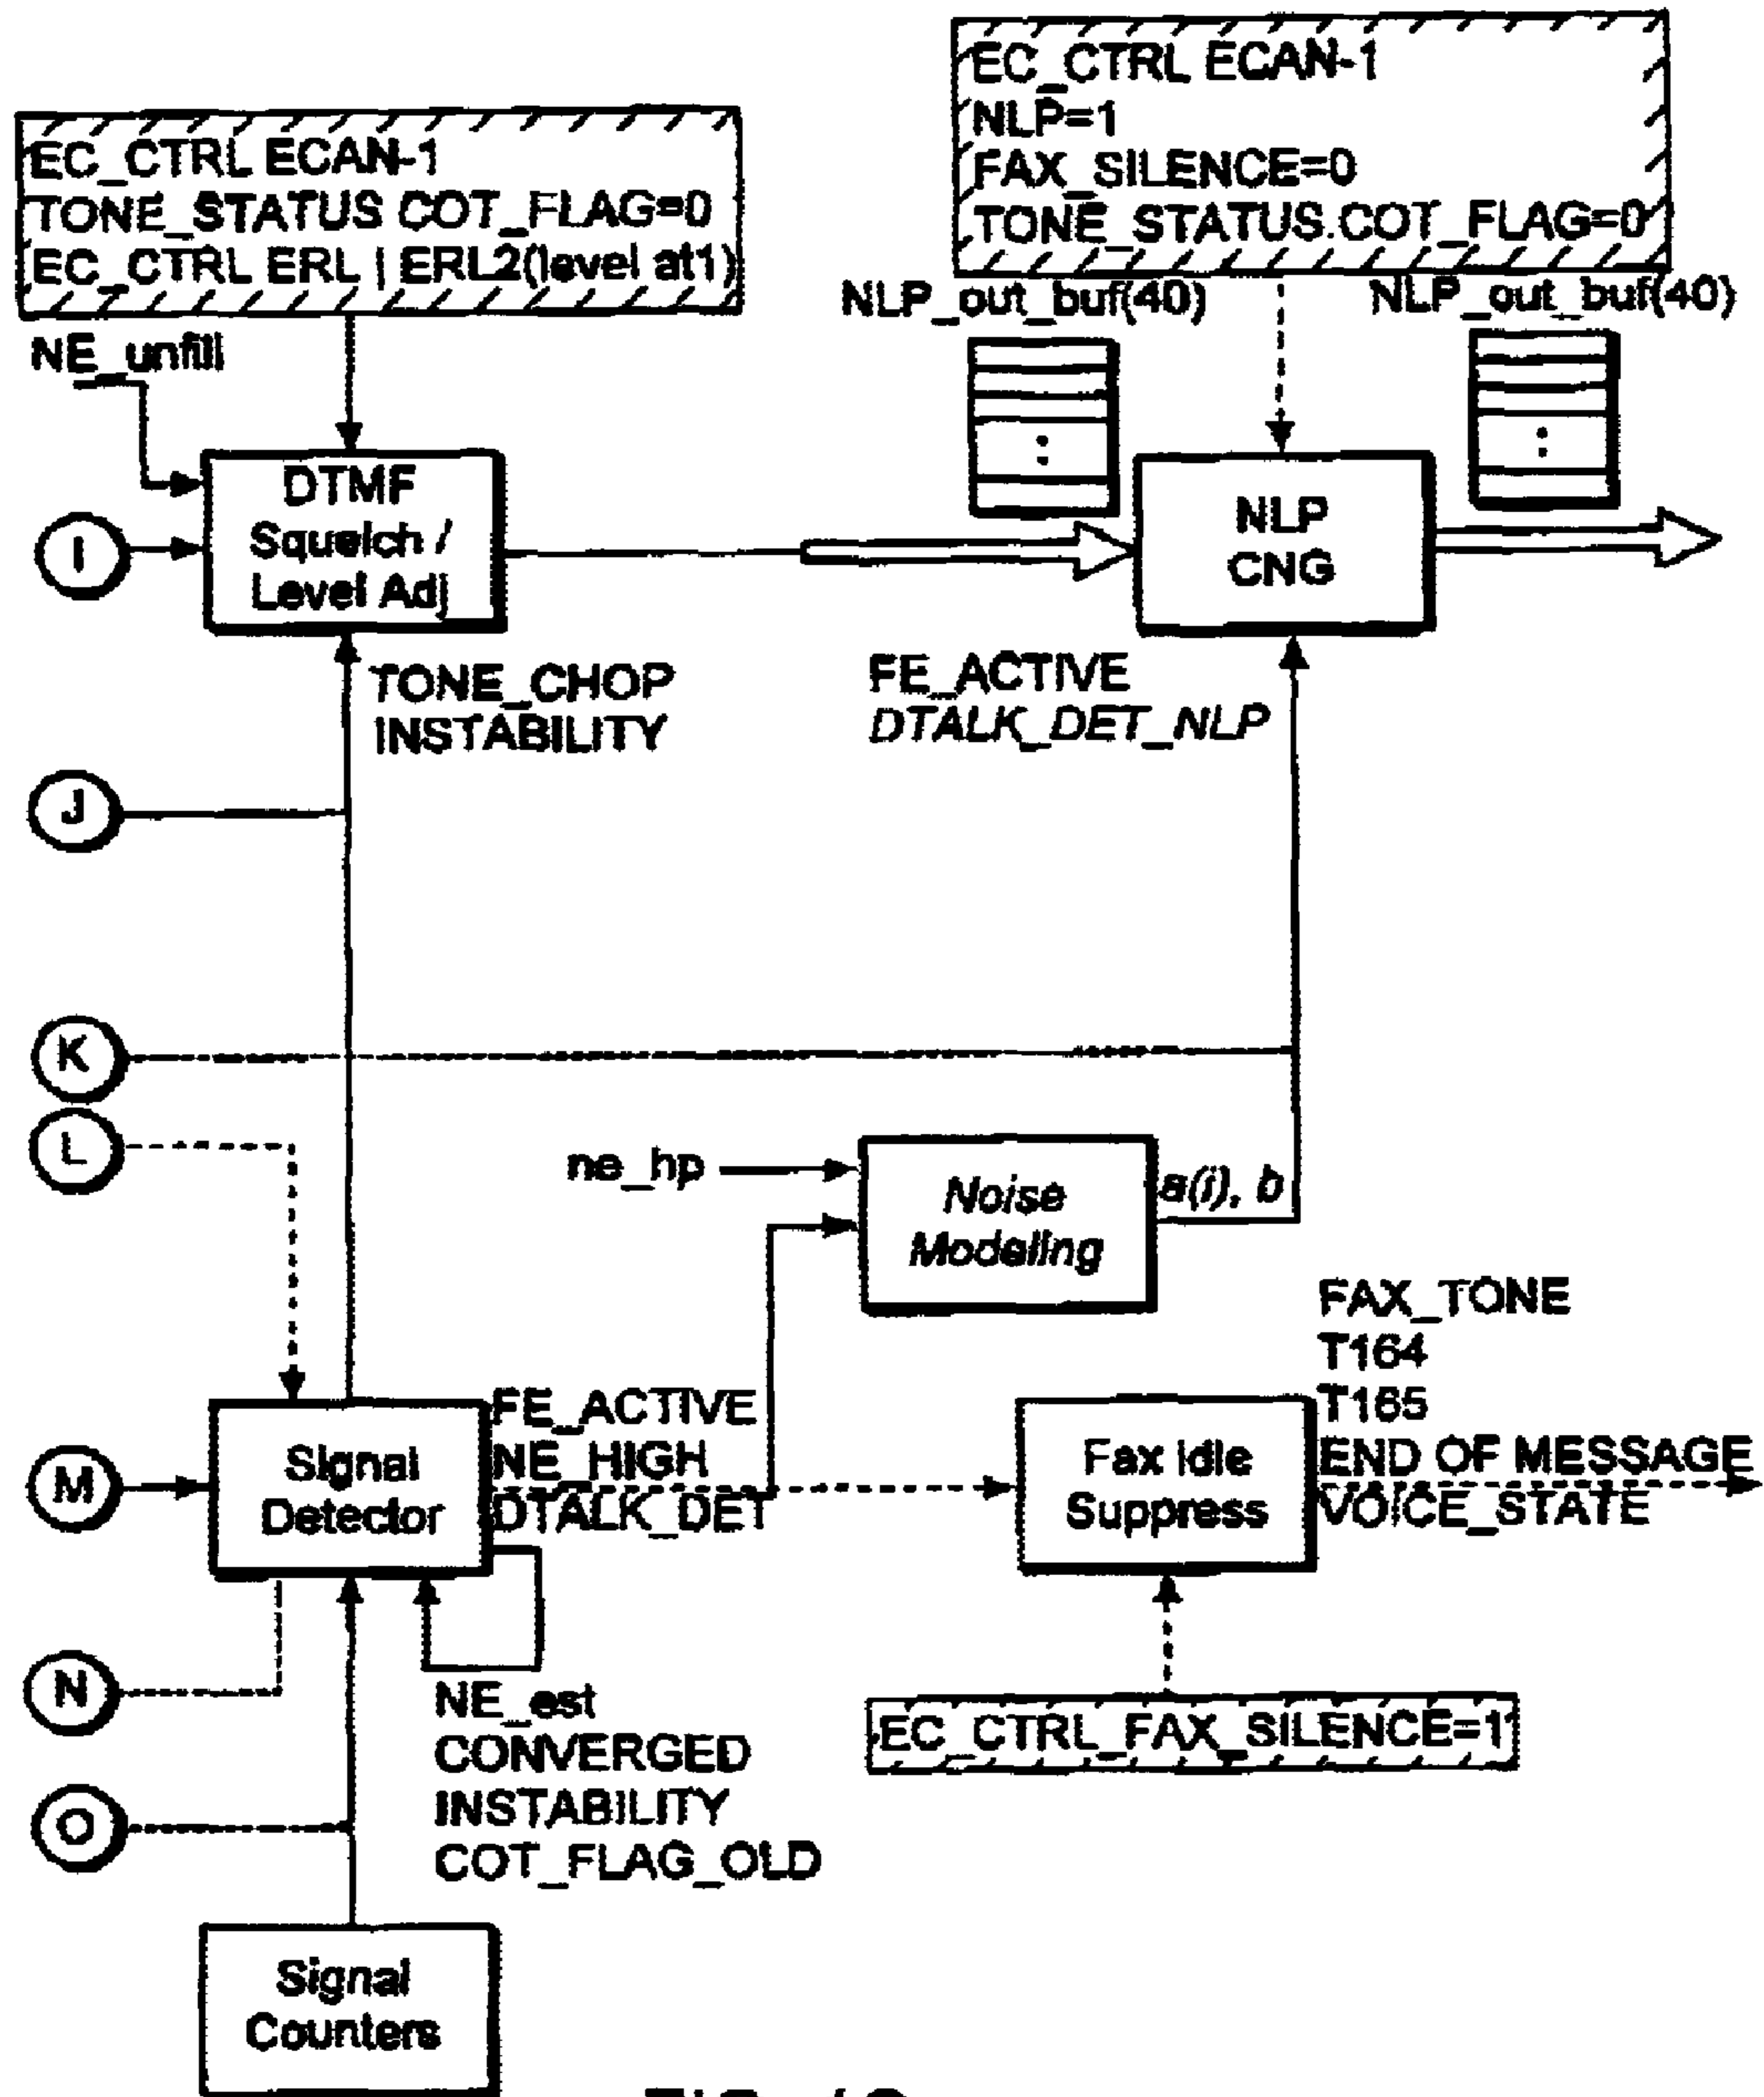 EC_CTRL ECAN-1
NLP=1
FAX_SILENCE=0
TONE_STATUS.COT_FLAG=0
EC_CTRL ECAN-1
TONE_STATUS COT_FLAG=0
EC_CTRL ERL | ERL2(level at1)
NLP_out_buf(40)
NLP_out_buf(40)
NE_unfill
I
DTMF
Squelch /
Level Adj
NLP
CNG
TONE_CHOP
INSTABILITY
FE_ACTIVE
DTALK_DET_NLP
J
K
L
ne_hp
Noise
Modeling
a(i), b
M
Signal
Detector
FE_ACTIVE
NE_HIGH
DTALK_DET
Fax Idle
Suppress
FAX_TONE
T164
T165
END OF MESSAGE
VOICE_STATE
N
NE_est
CONVERGED
INSTABILITY
COT_FLAG_OLD
EC_CTRL_FAX_SILENCE=1
O
Signal
Counters